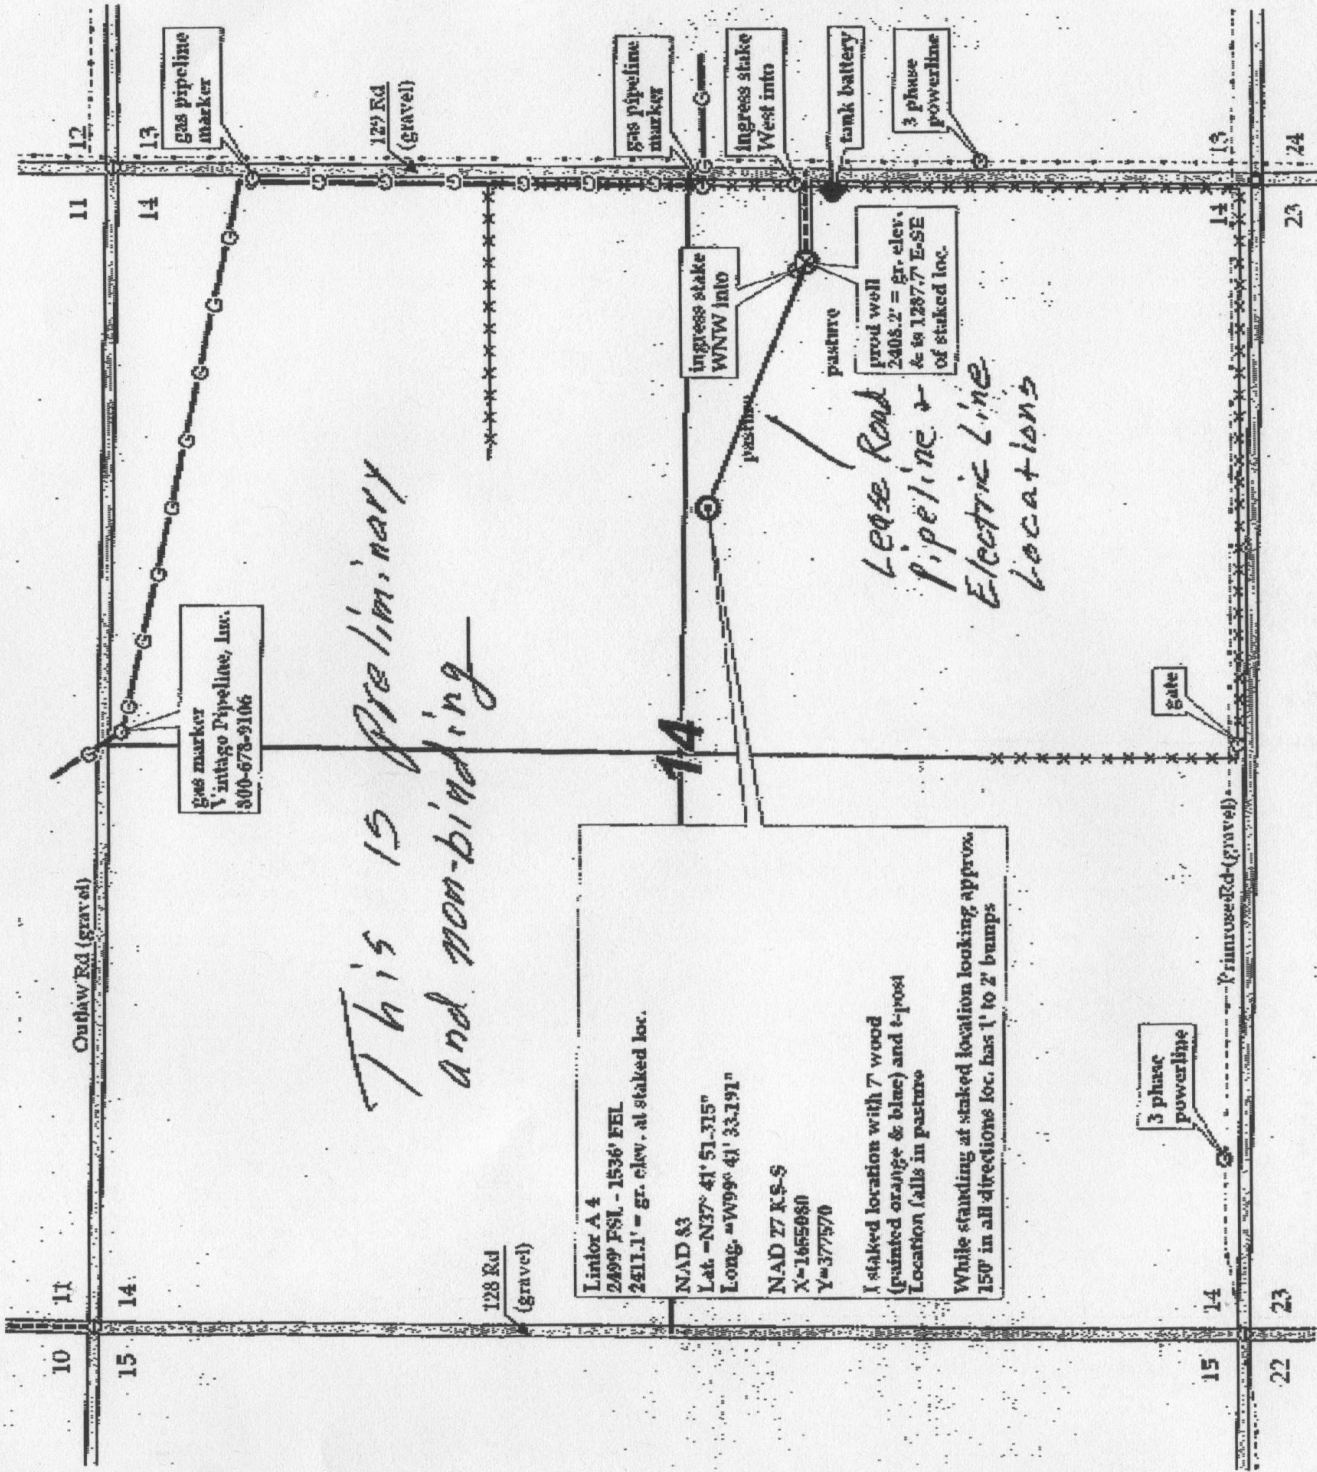 10
11
15
14
Outlaw Rd (gravel)
gas marker
Vintage Pipeline, Inc.
800-678-9106
11
12
14
13
gas pipeline
marker
129 Rd
(gravel)
128 Rd
(gravel)
This is Preliminary
and non-binding
14
gas pipeline
marker
ingress stake
West into
tank battery
3 phase
powerline
ingress stake
WNW into
pasture
pasture
prod well
2408.2' = gr. elev.
& is 1287.7' E-SE
of staked loc.
Lease Road
Pipeline &
Electric Line
Locations
A 4
2499' FSL - 1536' FEL
2411.1' = gr. elev. at staked loc.
NAD 83
Lat. =N37° 41' 51.315"
Long. =W99° 41' 33.191"
NAD 27 KS-S
X=1655080
Y=377570
I staked location with 7' wood
(painted orange & blue) and t-post
Location falls in pasture
While standing at staked location looking approx.
150' in all directions loc. has 1' to 2' bumps
3 phase
powerline
Primrose Rd (gravel)
gate
15
14
22
23
14
13
23
24